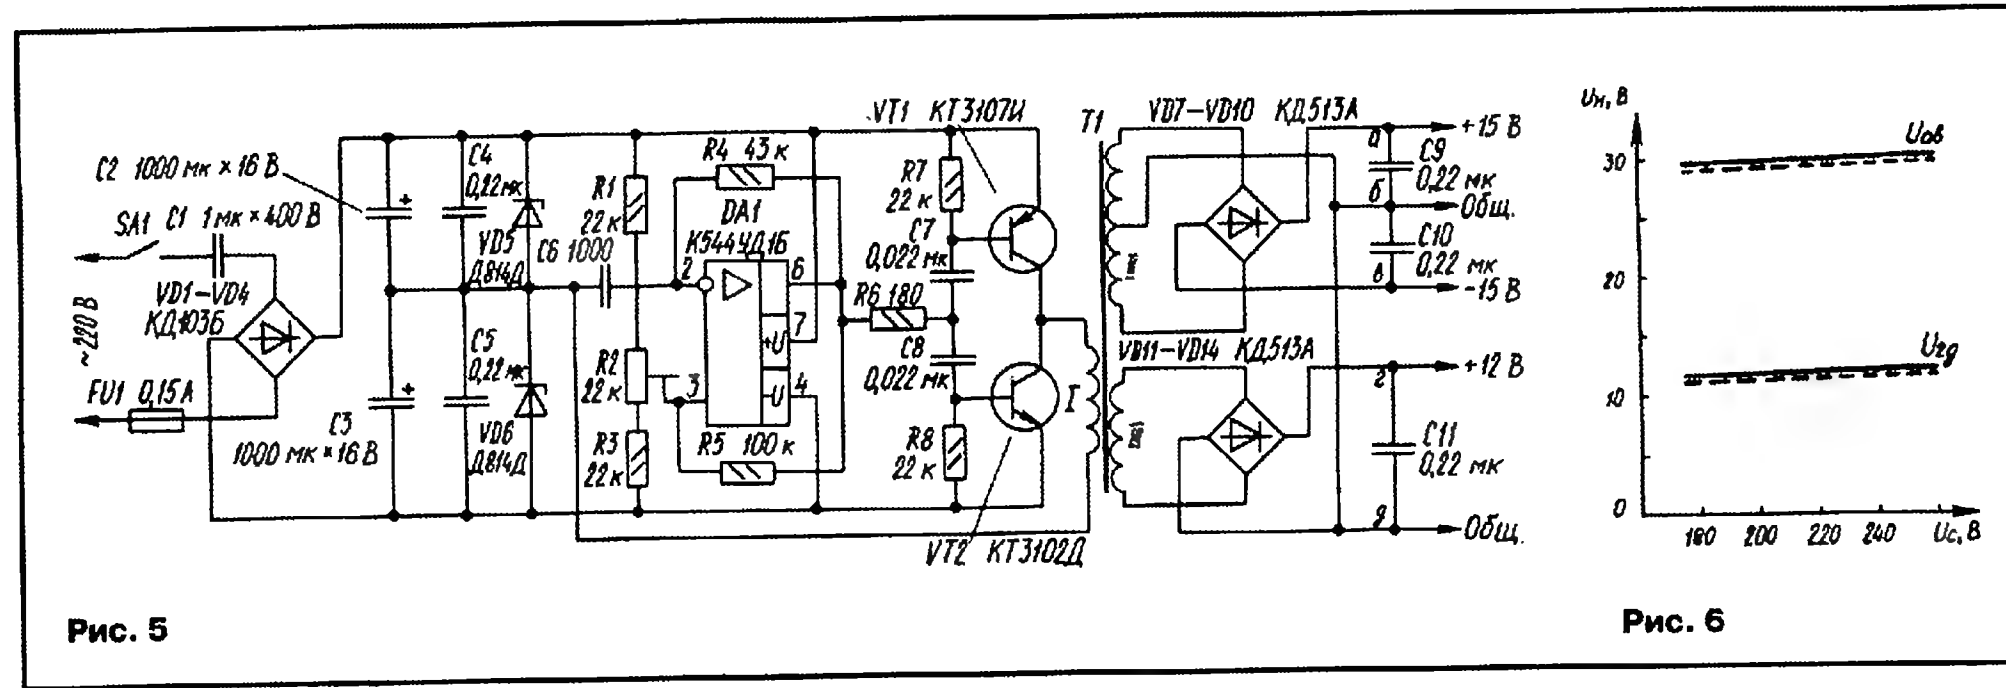 C2 1000 мк × 16 В
SA1
C1 1 мк × 400 В
VD1-VD4
КД103Б
~220 В
FU1 0,15 А
C3
1000 мк × 16 В
C4
0,22 мк
VD5
Д814Д
C5
0,22 мк
VD6
Д814Д
C6 1000
R1
22 к
R2
22 к
R3
22 к
R4 43 к
DA1
К544УД1Б
2
3
6
7
+U
4
-U
R5 100 к
R6 180
R7
22 к
C7
0,022 мк
C8
0,022 мк
R8
22 к
VT1 КТ3107И
VT2 КТ3102Д
T1
I
II
III
VD7-VD10 КД513А
VD11-VD14 КД513А
а
б
в
г
д
C9
0,22 мк
C10
0,22 мк
C11
0,22 мк
+15 В
Общ.
-15 В
+12 В
Общ.
Рис. 5
Uн, В
30
20
10
0
Uав
Uгд
180 200 220 240 Uс, В
Рис. 6